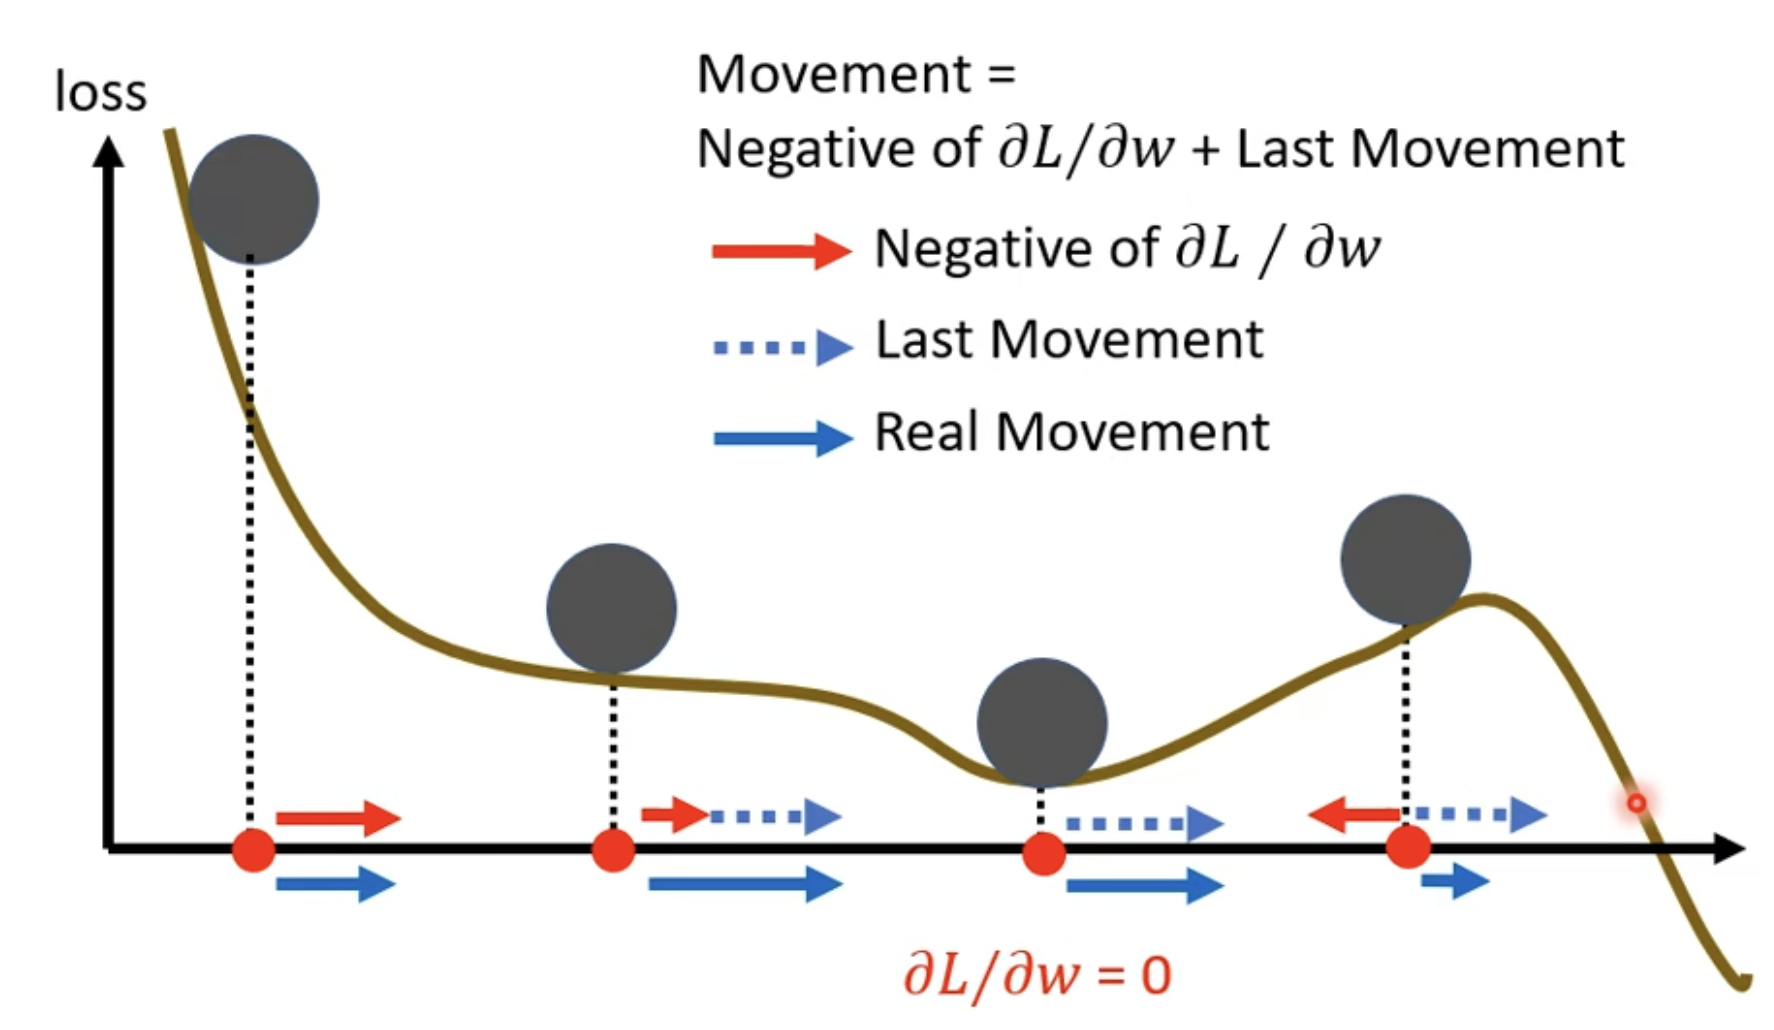 loss
Movement =
Negative of ∂L/∂w + Last Movement
Negative of ∂L / ∂w
Last Movement
Real Movement
∂L/∂w = 0